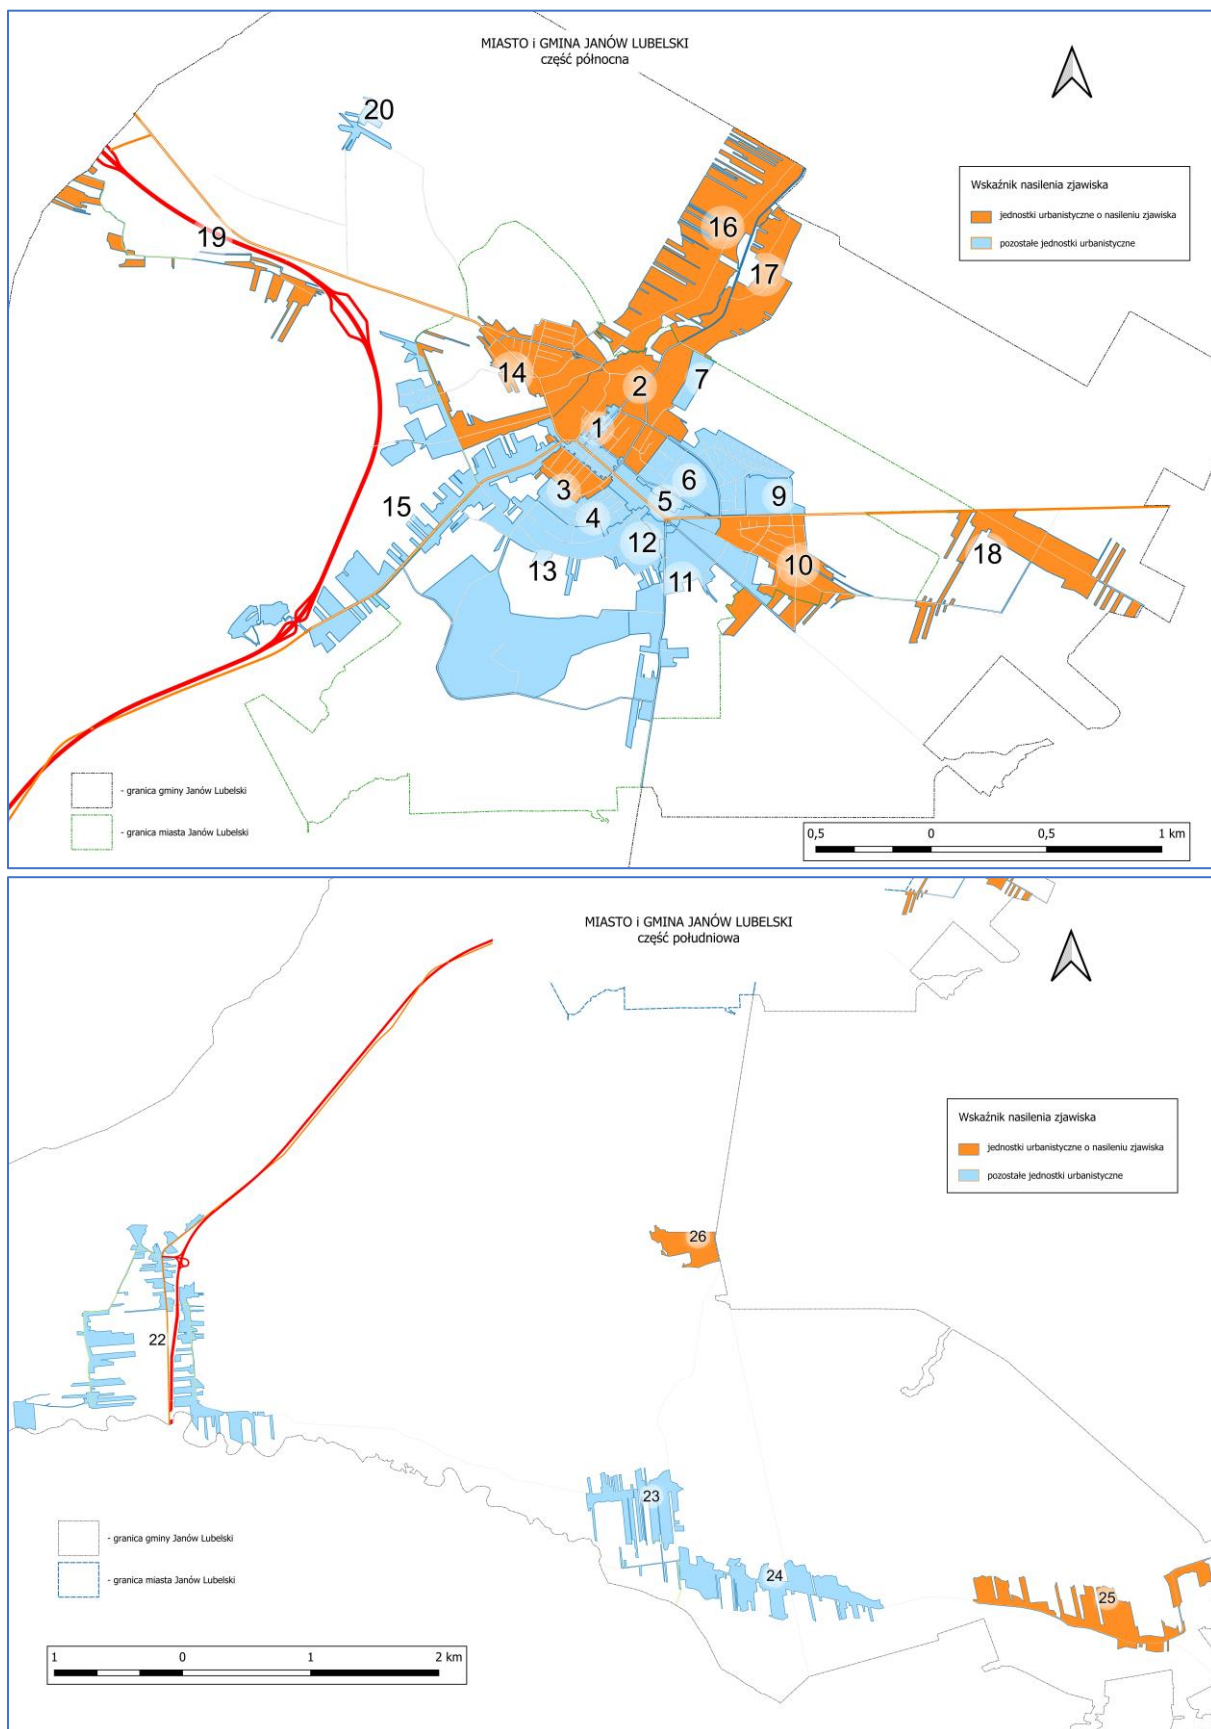 MIASTO i GMINA JANÓW LUBELSKI
część północna
20
Wskaźnik nasilenia zjawiska
jednostki urbanistyczne o nasileniu zjawiska
pozostałe jednostki urbanistyczne
16
19
17
14
2
7
1
3
6
5
9
15
4
12
13
11
10
18
- granica gminy Janów Lubelski
- granica miasta Janów Lubelski
0,5 0 0,5 1 km
MIASTO i GMINA JANÓW LUBELSKI
część południowa
Wskaźnik nasilenia zjawiska
jednostki urbanistyczne o nasileniu zjawiska
pozostałe jednostki urbanistyczne
26
22
23
24
25
- granica gminy Janów Lubelski
- granica miasta Janów Lubelski
1 0 1 2 km